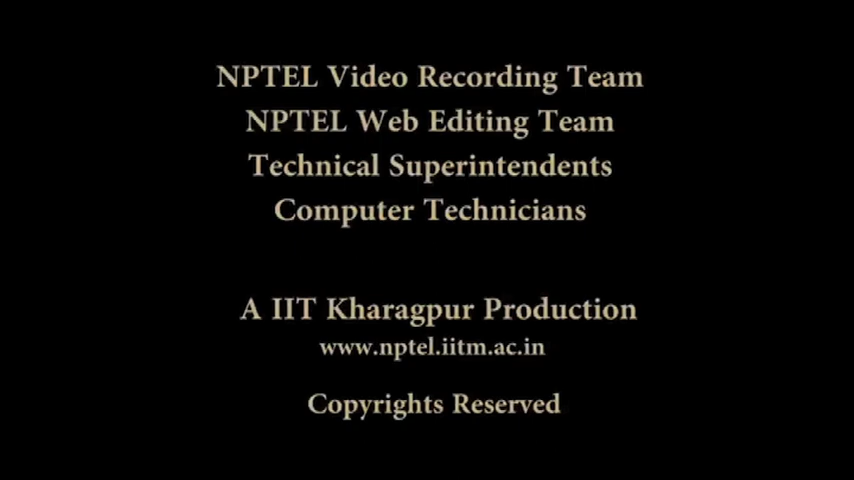 NPTEL Video Recording Team
NPTEL Web Editing Team
Technical Superintendents
Computer Technicians
A IIT Kharagpur Production
www.nptel.iitm.ac.in
Copyrights Reserved